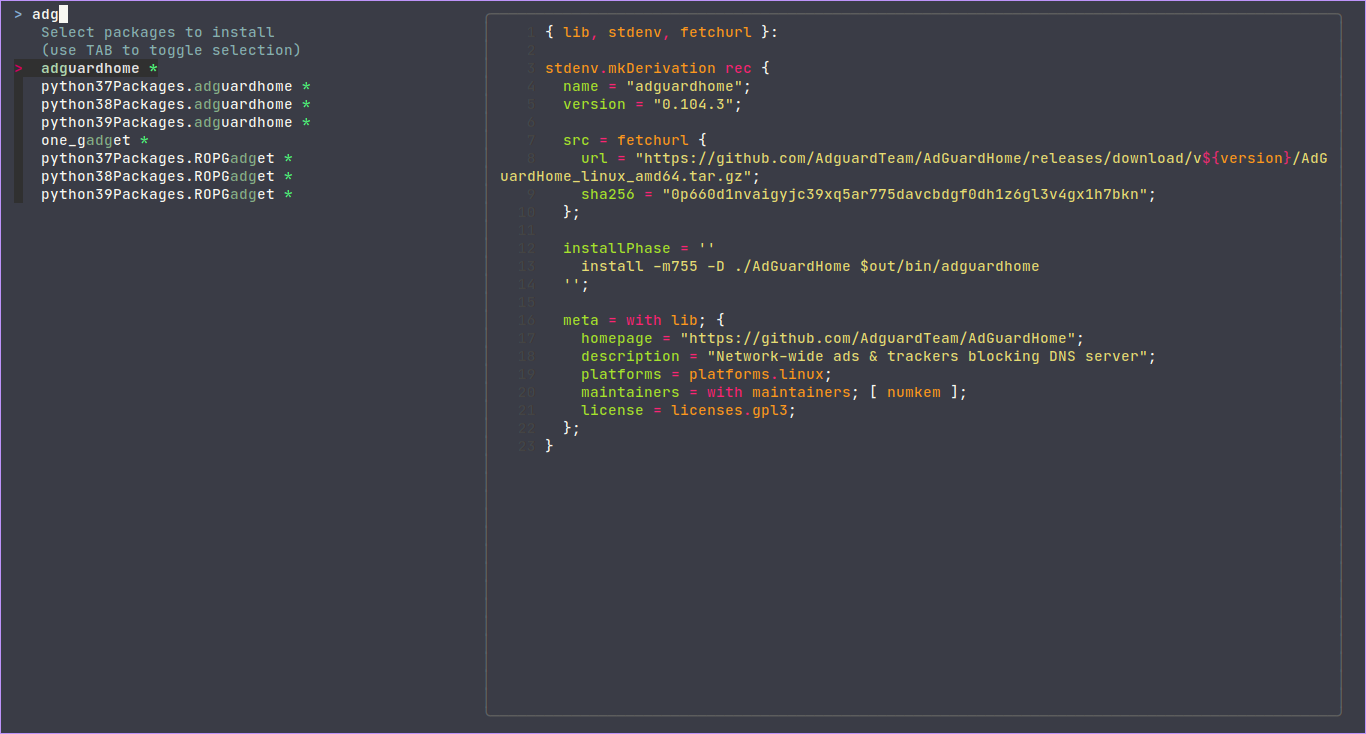 > adg
Select packages to install
(use TAB to toggle selection)
> adguardhome *
python37Packages.adguardhome *
python38Packages.adguardhome *
python39Packages.adguardhome *
one_gadget *
python37Packages.ROPGadget *
python38Packages.ROPGadget *
python39Packages.ROPGadget *
1 { lib, stdenv, fetchurl }:
2
3 stdenv.mkDerivation rec {
4   name = "adguardhome";
5   version = "0.104.3";
6
7   src = fetchurl {
8     url = "https://github.com/AdguardTeam/AdGuardHome/releases/download/v${version}/AdG
uardHome_linux_amd64.tar.gz";
9     sha256 = "0p660d1nvaigyjc39xq5ar775davcbdgf0dh1z6gl3v4gx1h7bkn";
10   };
11
12   installPhase = ''
13     install -m755 -D ./AdGuardHome $out/bin/adguardhome
14   '';
15
16   meta = with lib; {
17     homepage = "https://github.com/AdguardTeam/AdGuardHome";
18     description = "Network-wide ads & trackers blocking DNS server";
19     platforms = platforms.linux;
20     maintainers = with maintainers; [ numkem ];
21     license = licenses.gpl3;
22   };
23 }